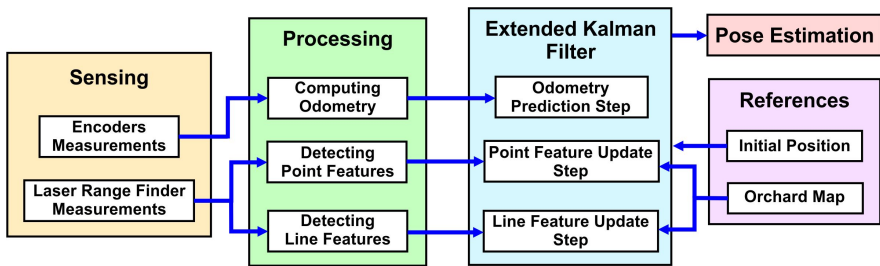 Sensing
Encoders
Measurements
Laser Range Finder
Measurements
Processing
Computing
Odometry
Detecting
Point Features
Detecting
Line Features
Extended Kalman
Filter
Odometry
Prediction Step
Point Feature Update
Step
Line Feature Update
Step
Pose Estimation
References
Initial Position
Orchard Map